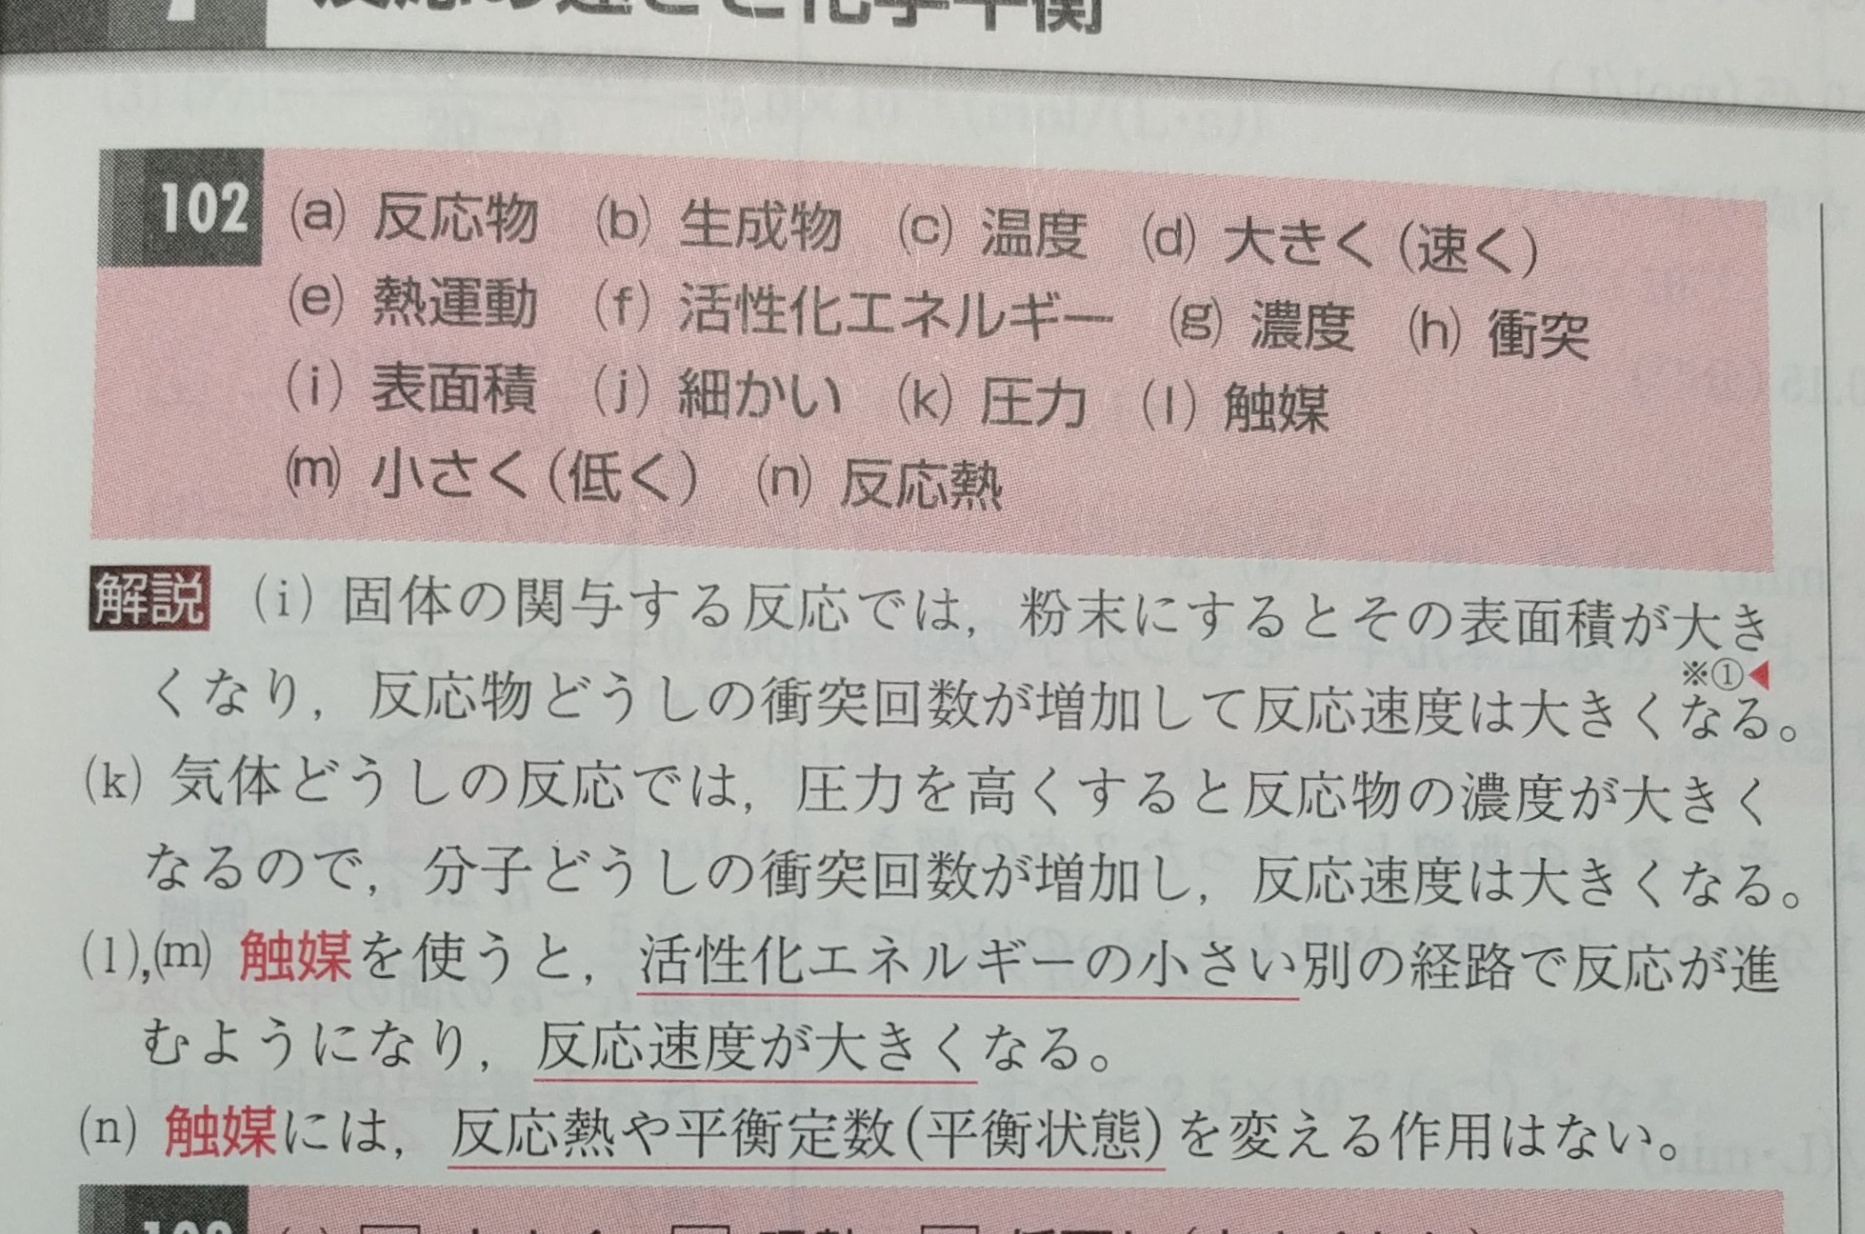 反応の速さと化学平衡
102 (a) 反応物 (b) 生成物 (c) 温度 (d) 大きく(速く)
(e) 熱運動 (f) 活性化エネルギー (g) 濃度 (h) 衝突
(i) 表面積 (j) 細かい (k) 圧力 (l) 触媒
(m) 小さく(低く) (n) 反応熱
解説 (i) 固体の関与する反応では，粉末にするとその表面積が大き
※①◀
くなり，反応物どうしの衝突回数が増加して反応速度は大きくなる。
(k) 気体どうしの反応では，圧力を高くすると反応物の濃度が大きく
なるので，分子どうしの衝突回数が増加し，反応速度は大きくなる。
(l),(m) 触媒を使うと，活性化エネルギーの小さい別の経路で反応が進
むようになり，反応速度が大きくなる。
(n) 触媒には，反応熱や平衡定数(平衡状態)を変える作用はない。